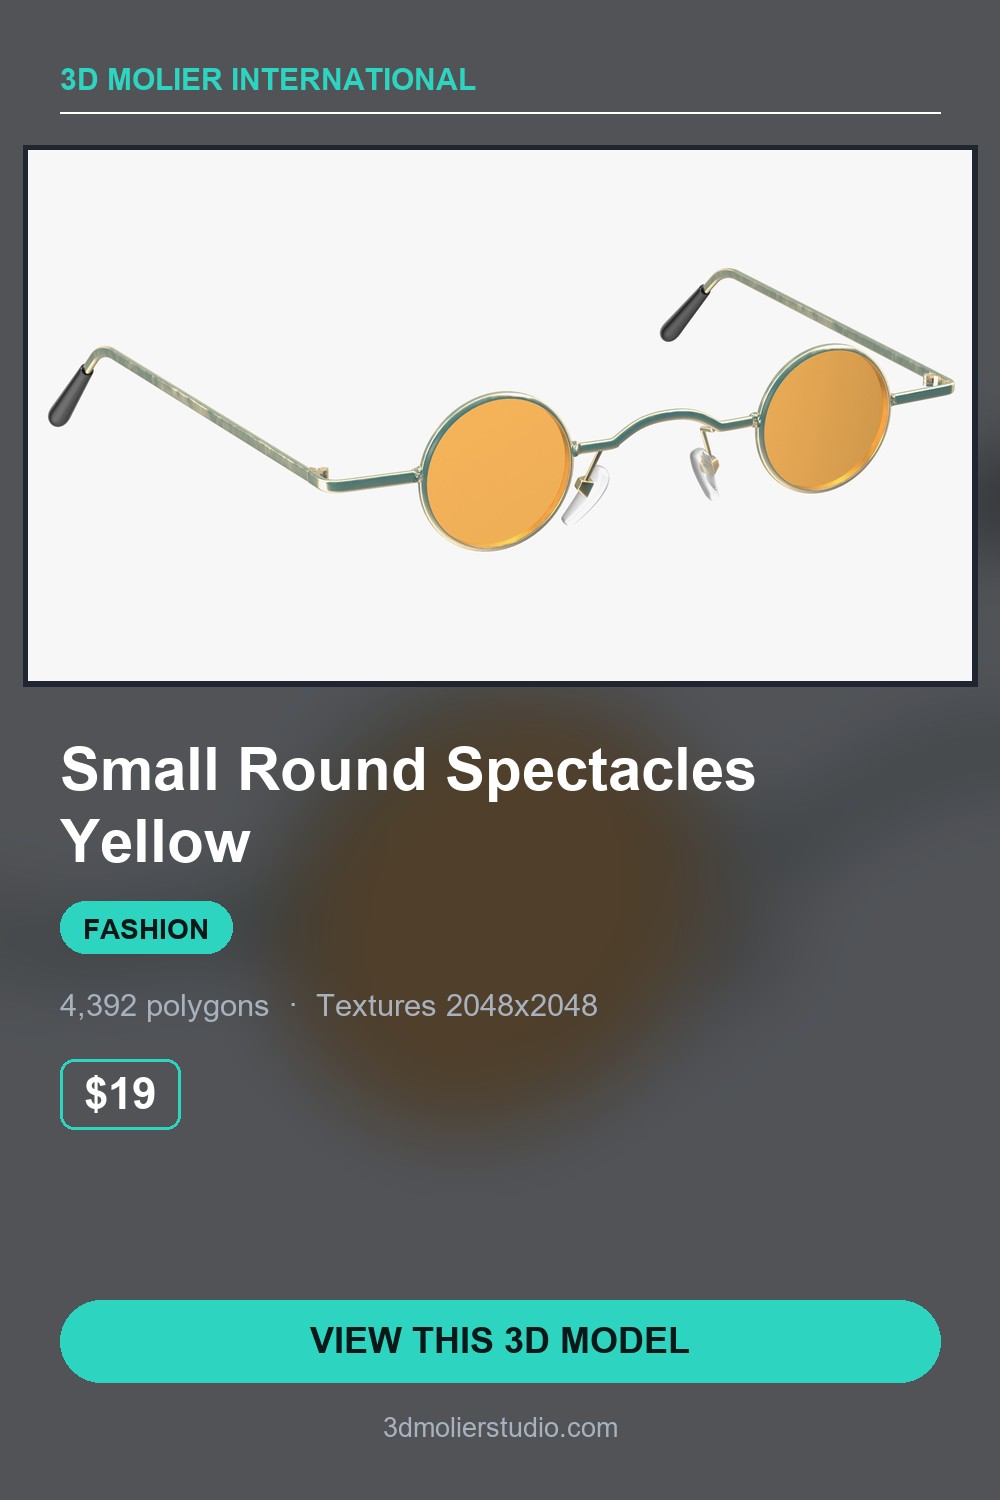 3D MOLIER INTERNATIONAL
Small Round Spectacles
Yellow
FASHION
4,392 polygons · Textures 2048x2048
$19
VIEW THIS 3D MODEL
3dmolierstudio.com